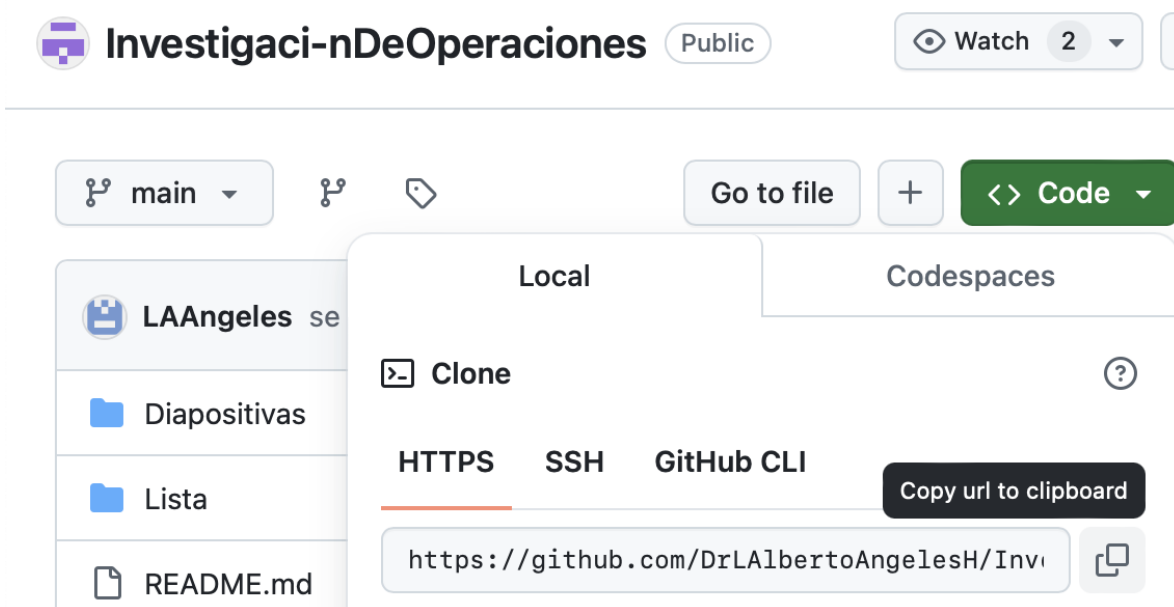 Investigaci-nDeOperaciones Public Watch 2
main Go to file Code
Local Codespaces
LAAngeles se
Clone
Diapositivas
HTTPS SSH GitHub CLI
Copy url to clipboard
Lista
https://github.com/DrLAlbertoAngelesH/Inv
README.md